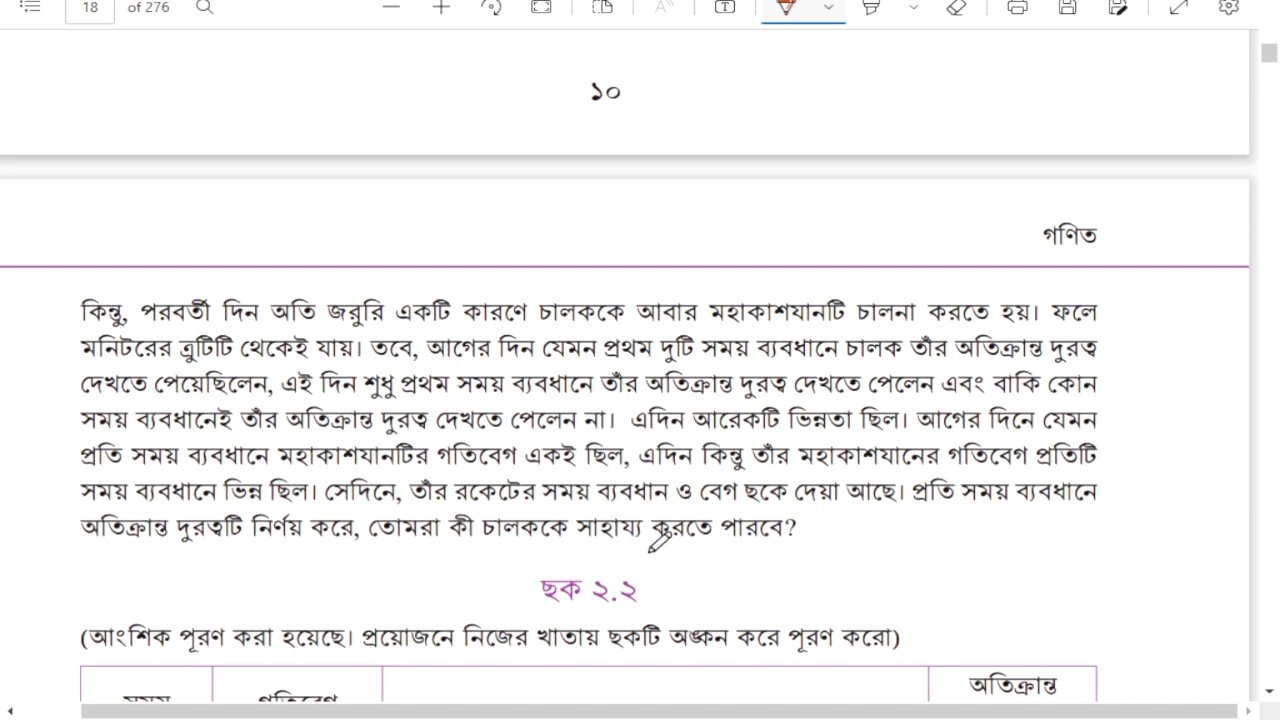 18 of 276
১০
গণিত
কিন্তু, পরবর্তী দিন অতি জরুরি একটি কারণে চালককে আবার মহাকাশযানটি চালনা করতে হয়। ফলে
মনিটরের ত্রুটিটি থেকেই যায়। তবে, আগের দিন যেমন প্রথম দুটি সময় ব্যবধানে চালক তাঁর অতিক্রান্ত দুরত্ব
দেখতে পেয়েছিলেন, এই দিন শুধু প্রথম সময় ব্যবধানে তাঁর অতিক্রান্ত দুরত্ব দেখতে পেলেন এবং বাকি কোন
সময় ব্যবধানেই তাঁর অতিক্রান্ত দুরত্ব দেখতে পেলেন না। এদিন আরেকটি ভিন্নতা ছিল। আগের দিনে যেমন
প্রতি সময় ব্যবধানে মহাকাশযানটির গতিবেগ একই ছিল, এদিন কিন্তু তাঁর মহাকাশযানের গতিবেগ প্রতিটি
সময় ব্যবধানে ভিন্ন ছিল। সেদিনে, তাঁর রকেটের সময় ব্যবধান ও বেগ ছকে দেয়া আছে। প্রতি সময় ব্যবধানে
অতিক্রান্ত দুরত্বটি নির্ণয় করে, তোমরা কী চালককে সাহায্য করতে পারবে?
ছক ২.২
(আংশিক পূরণ করা হয়েছে। প্রয়োজনে নিজের খাতায় ছকটি অঙ্কন করে পূরণ করো)
অতিক্রান্ত